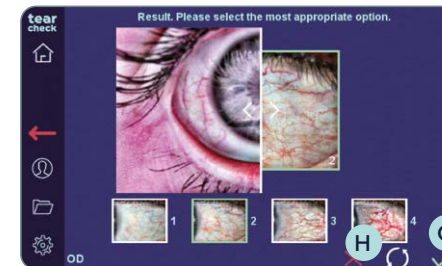 tear
check
Result. Please select the most appropriate option.
2
1
2
3
4
H
OD